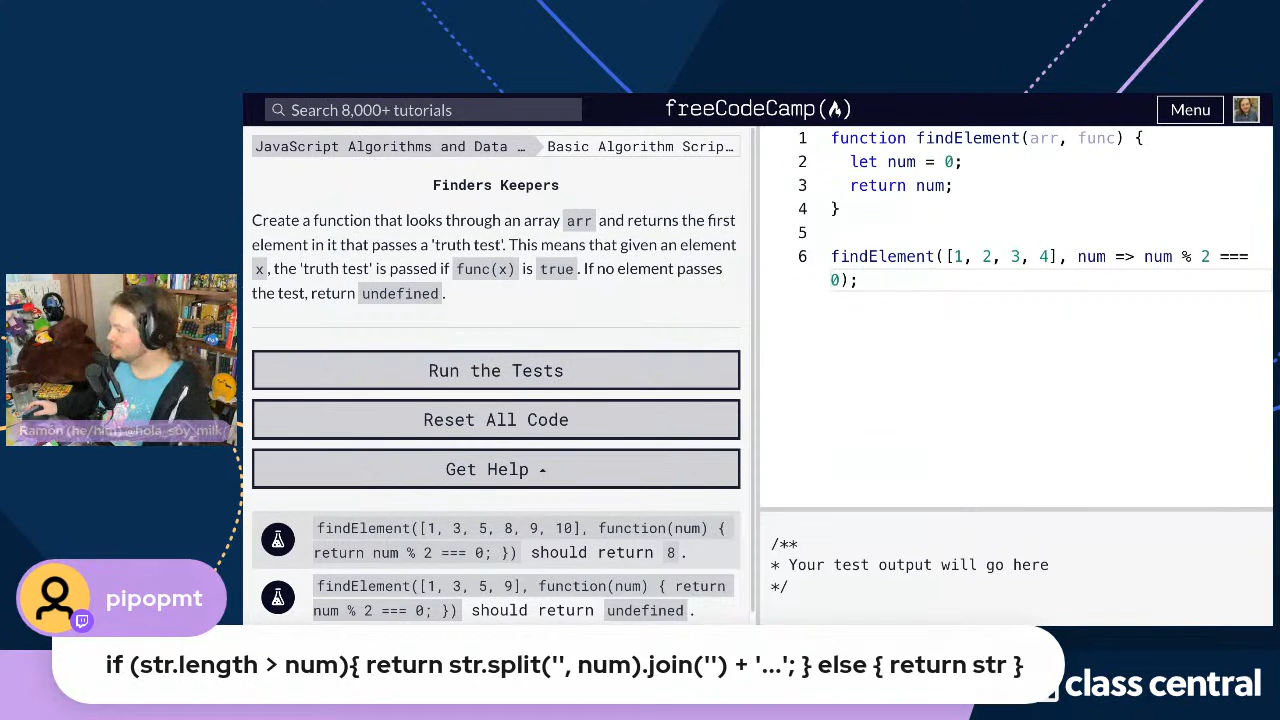 Search 8,000+ tutorials
freeCodeCamp
Menu
JavaScript Algorithms and Data …
Basic Algorithm Scrip…
Finders Keepers
Create a function that looks through an array arr and returns the first
element in it that passes a 'truth test'. This means that given an element
x, the 'truth test' is passed if func(x) is true. If no element passes
the test, return undefined.
Run the Tests
Reset All Code
Get Help
findElement([1, 3, 5, 8, 9, 10], function(num) {
return num % 2 === 0; }) should return 8.
findElement([1, 3, 5, 9], function(num) { return
num % 2 === 0; }) should return undefined.
1 function findElement(arr, func) {
2 let num = 0;
3 return num;
4 }
5
6 findElement([1, 2, 3, 4], num => num % 2 ===
0);
/**
* Your test output will go here
*/
Ramón (he/him) @hola_soy_milk
pipopmt
if (str.length > num){ return str.split('', num).join('') + '...'; } else { return str }
class central